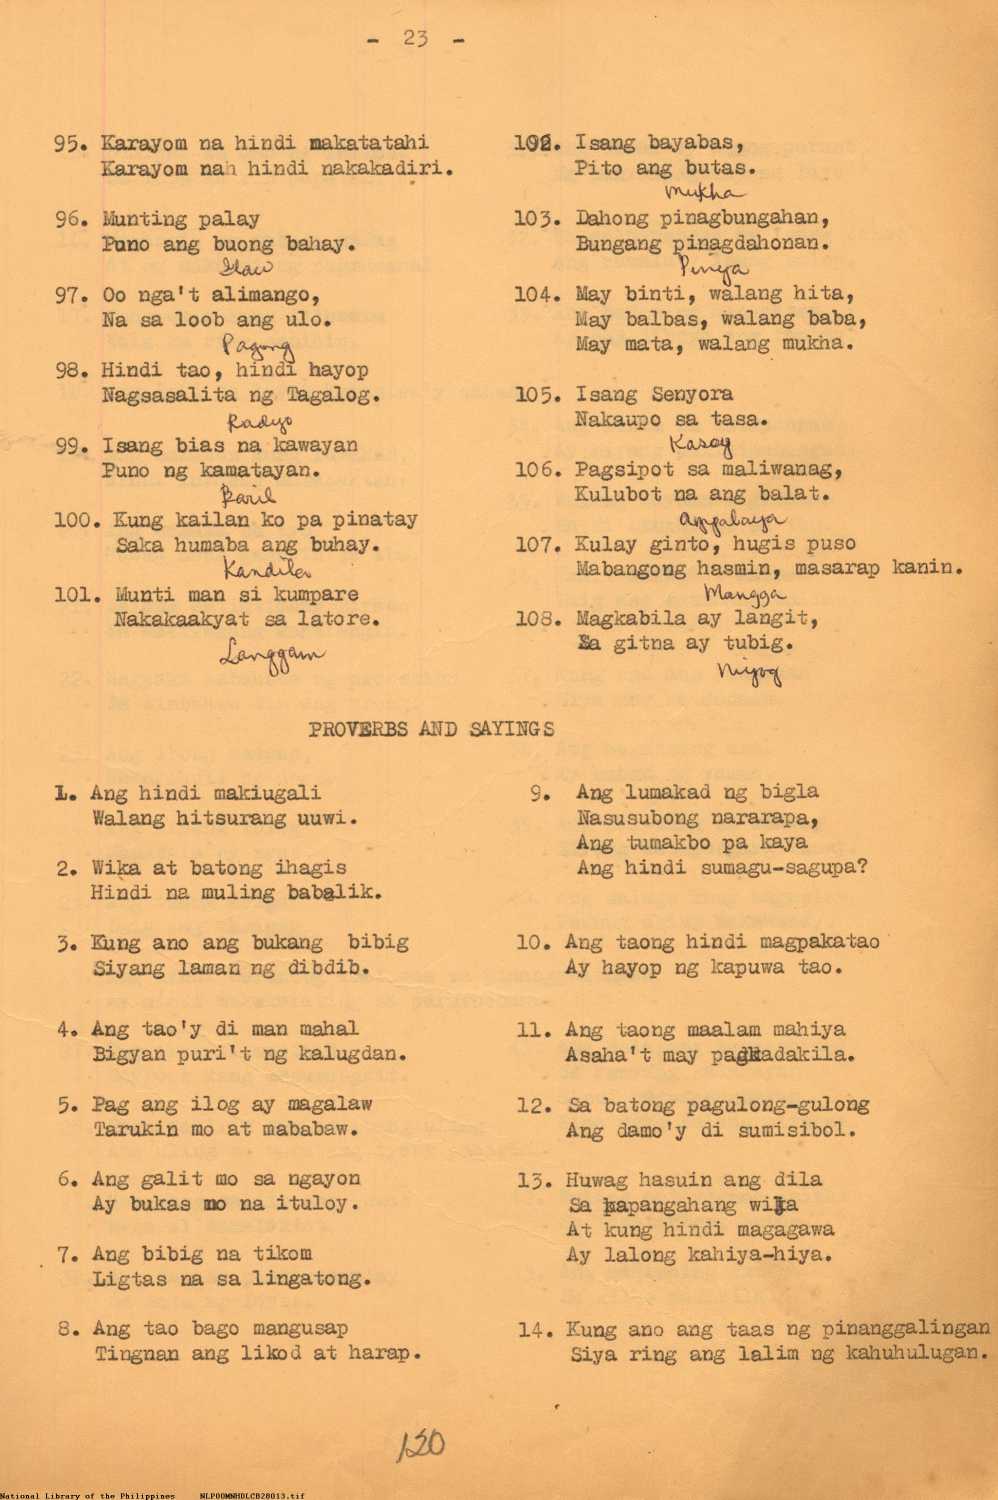 - 23 -
95. Karayom na hindi makatatahi
Karayom nah hindi nakakadiri.
96. Munting palay
Puno ang buong bahay.
Ilaw
97. Oo nga't alimango,
Na sa loob ang ulo.
Pagong
98. Hindi tao, hindi hayop
Nagsasalita ng Tagalog.
Radyo
99. Isang bias na kawayan
Puno ng kamatayan.
Baril
100. Kung kailan ko pa pinatay
Saka humaba ang buhay.
Kandila
101. Munti man si kumpare
Nakakaakyat sa latore.
Langgam
102. Isang bayabas,
Pito ang butas.
Mukha
103. Dahong pinagbungahan,
Bungang pinagdahonan.
Pinya
104. May binti, walang hita,
May balbas, walang baba,
May mata, walang mukha.
105. Isang Senyora
Nakaupo sa tasa.
Kasoy
106. Pagsipot sa maliwanag,
Kulubot na ang balat.
Ampalaya
107. Kulay ginto, hugis puso
Mabangong hasmin, masarap kanin.
Mangga
108. Magkabila ay langit,
Sa gitna ay tubig.
Niyog
PROVERBS AND SAYINGS
1. Ang hindi makiugali
Walang hitsurang uuwi.
2. Wika at batong ihagis
Hindi na muling babalik.
3. Kung ano ang bukang bibig
Siyang laman ng dibdib.
4. Ang tao'y di man mahal
Bigyan puri't ng kalugdan.
5. Pag ang ilog ay magalaw
Tarukin mo at mababaw.
6. Ang galit mo sa ngayon
Ay bukas mo na ituloy.
7. Ang bibig na tikom
Ligtas na sa lingatong.
8. Ang tao bago mangusap
Tingnan ang likod at harap.
9. Ang lumakad ng bigla
Nasusubong nararapa,
Ang tumakbo pa kaya
Ang hindi sumagu-sagupa?
10. Ang taong hindi magpakatao
Ay hayop ng kapuwa tao.
11. Ang taong maalam mahiya
Asaha't may pagkadakila.
12. Sa batong pagulong-gulong
Ang damo'y di sumisibol.
13. Huwag hasuin ang dila
Sa kapangahang wika
At kung hindi magagawa
Ay lalong kahiya-hiya.
14. Kung ano ang taas ng pinanggalingan
Siya ring ang lalim ng kahuhulugan.
120
National Library of the Philippines NLPOOMNHDLCB28013.tif